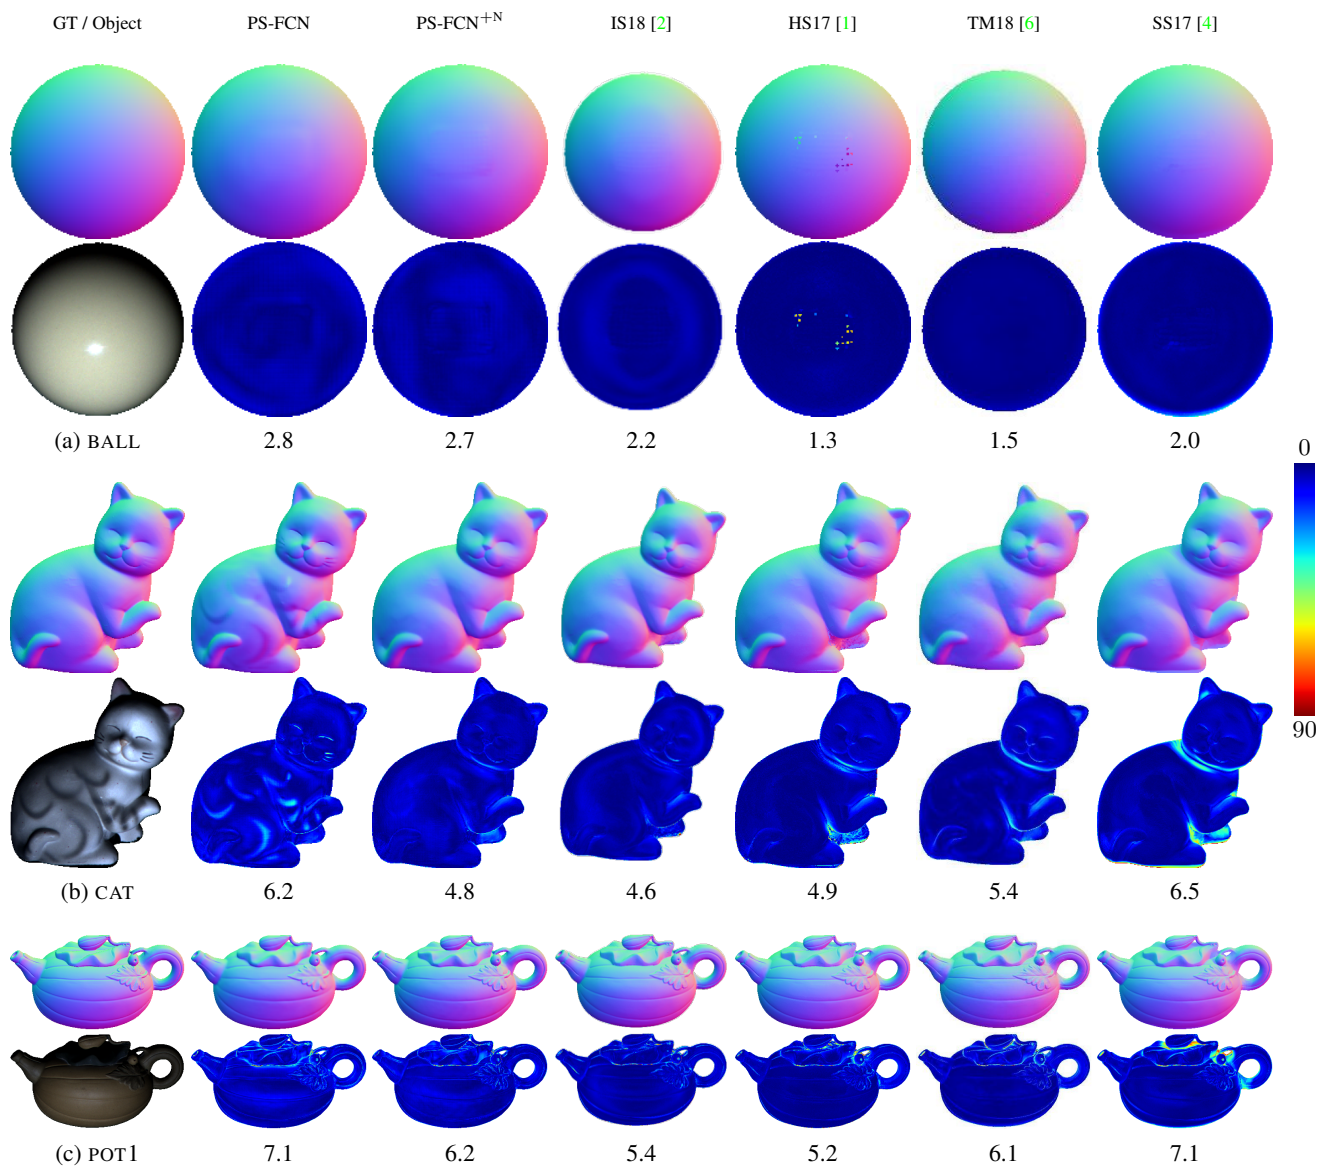 GT / Object PS-FCN PS-FCN+N IS18 [2] HS17 [1] TM18 [6] SS17 [4]
(a) BALL 2.8 2.7 2.2 1.3 1.5 2.0
0
90
(b) CAT 6.2 4.8 4.6 4.9 5.4 6.5
(c) POT1 7.1 6.2 5.4 5.2 6.1 7.1